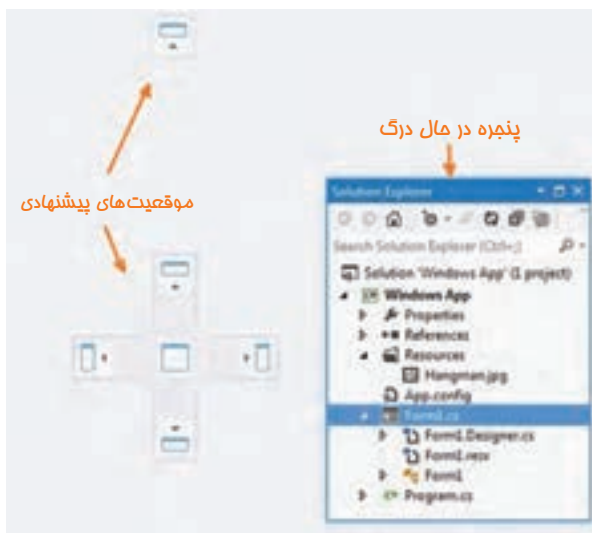 پنجره در حال درگ
موقعیت‌های پیشنهادی
Solution Explorer
Search Solution Explorer (Ctrl+;)
Solution 'Windows App' (1 project)
Windows App
Properties
References
Resources
Hangman.jpg
App.config
Form1.cs
Form1.Designer.cs
Form1.resx
Form1
Program.cs